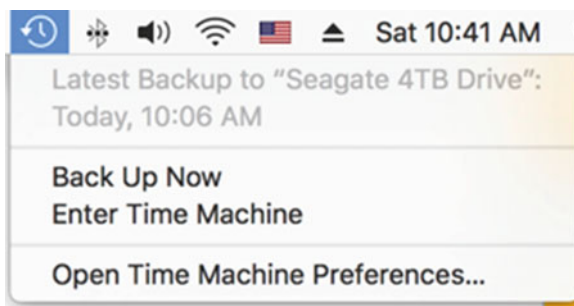 Sat 10:41 AM
Latest Backup to “Seagate 4TB Drive”:
Today, 10:06 AM
Back Up Now
Enter Time Machine
Open Time Machine Preferences...